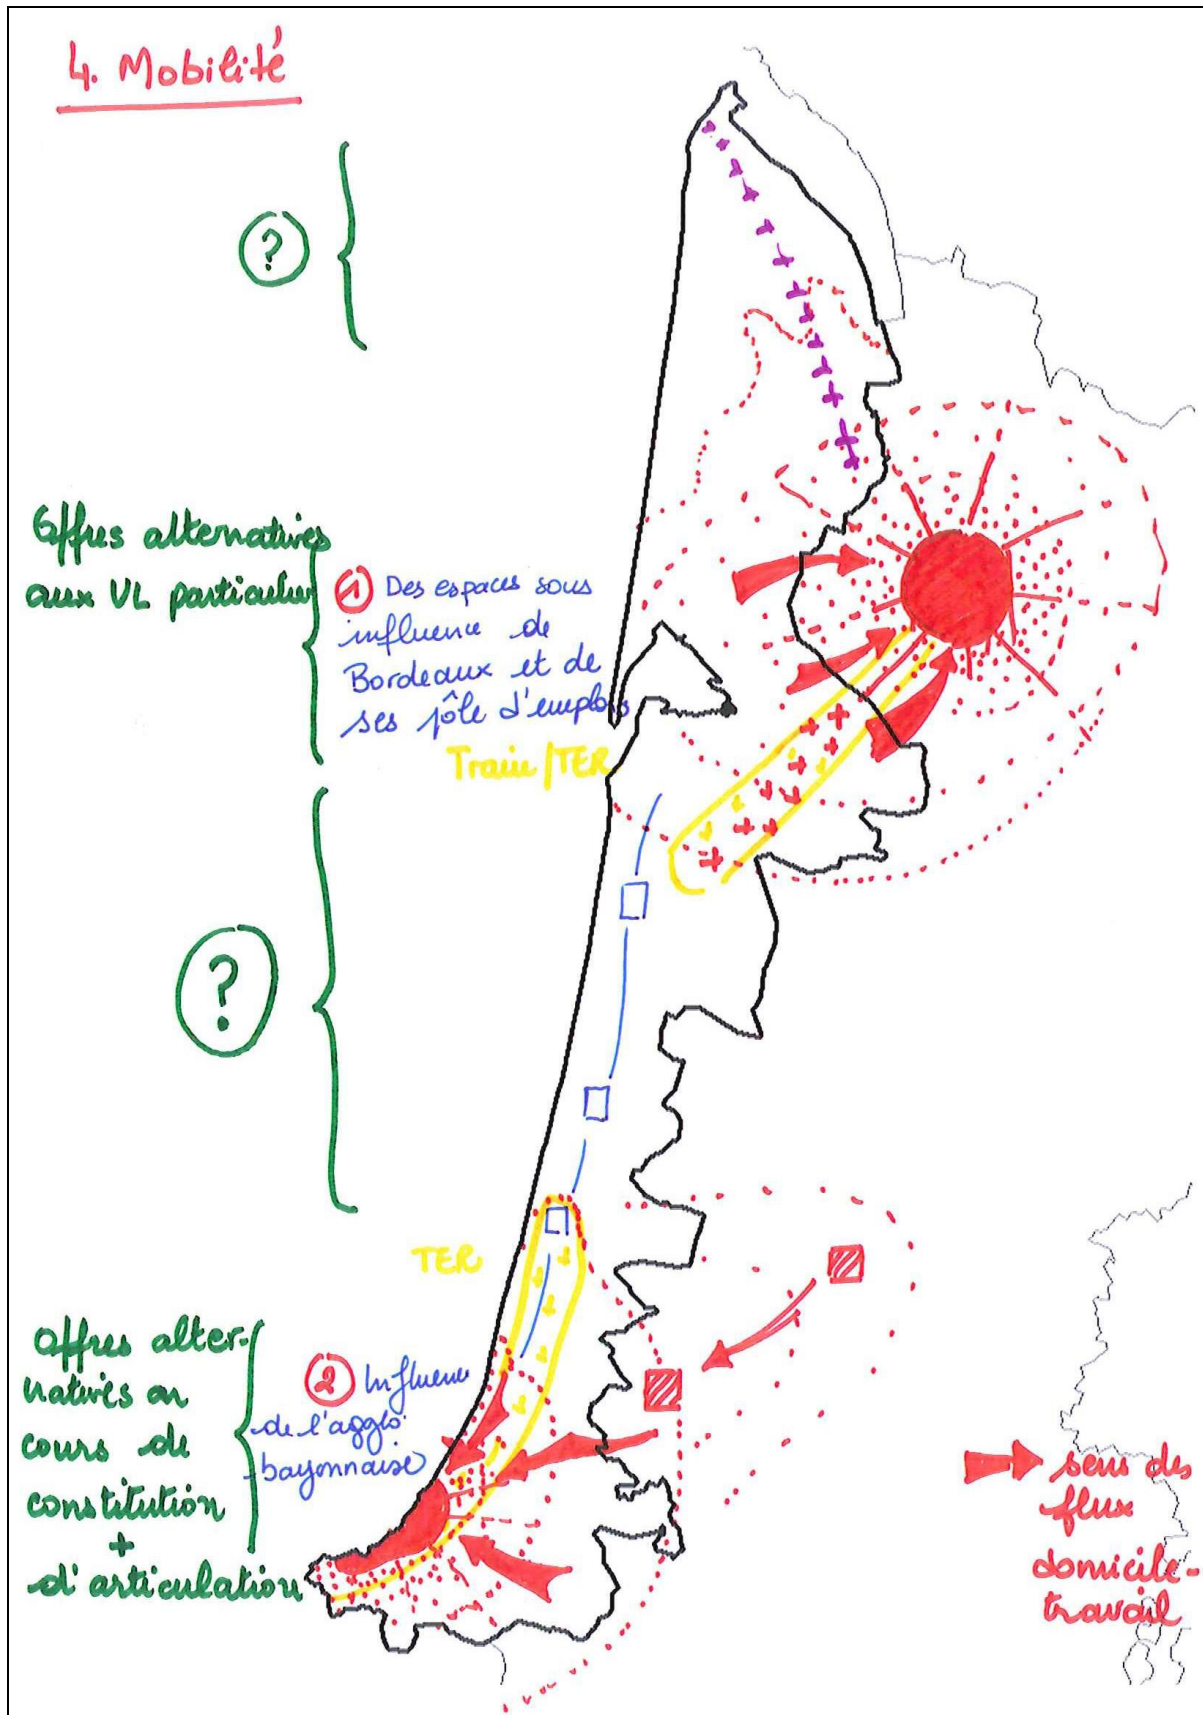 4. Mobilité
?
Offres alternatives
aux VL particulier
① Des espaces sous
influence de
Bordeaux et de
ses pôle d'emplois
Train/TER
?
TER
Offres alter-
natives en
cours de
constitution
+
d'articulation
② Influence
de l'agglo
bayonnaise
sens des
flux
domicile-
travail